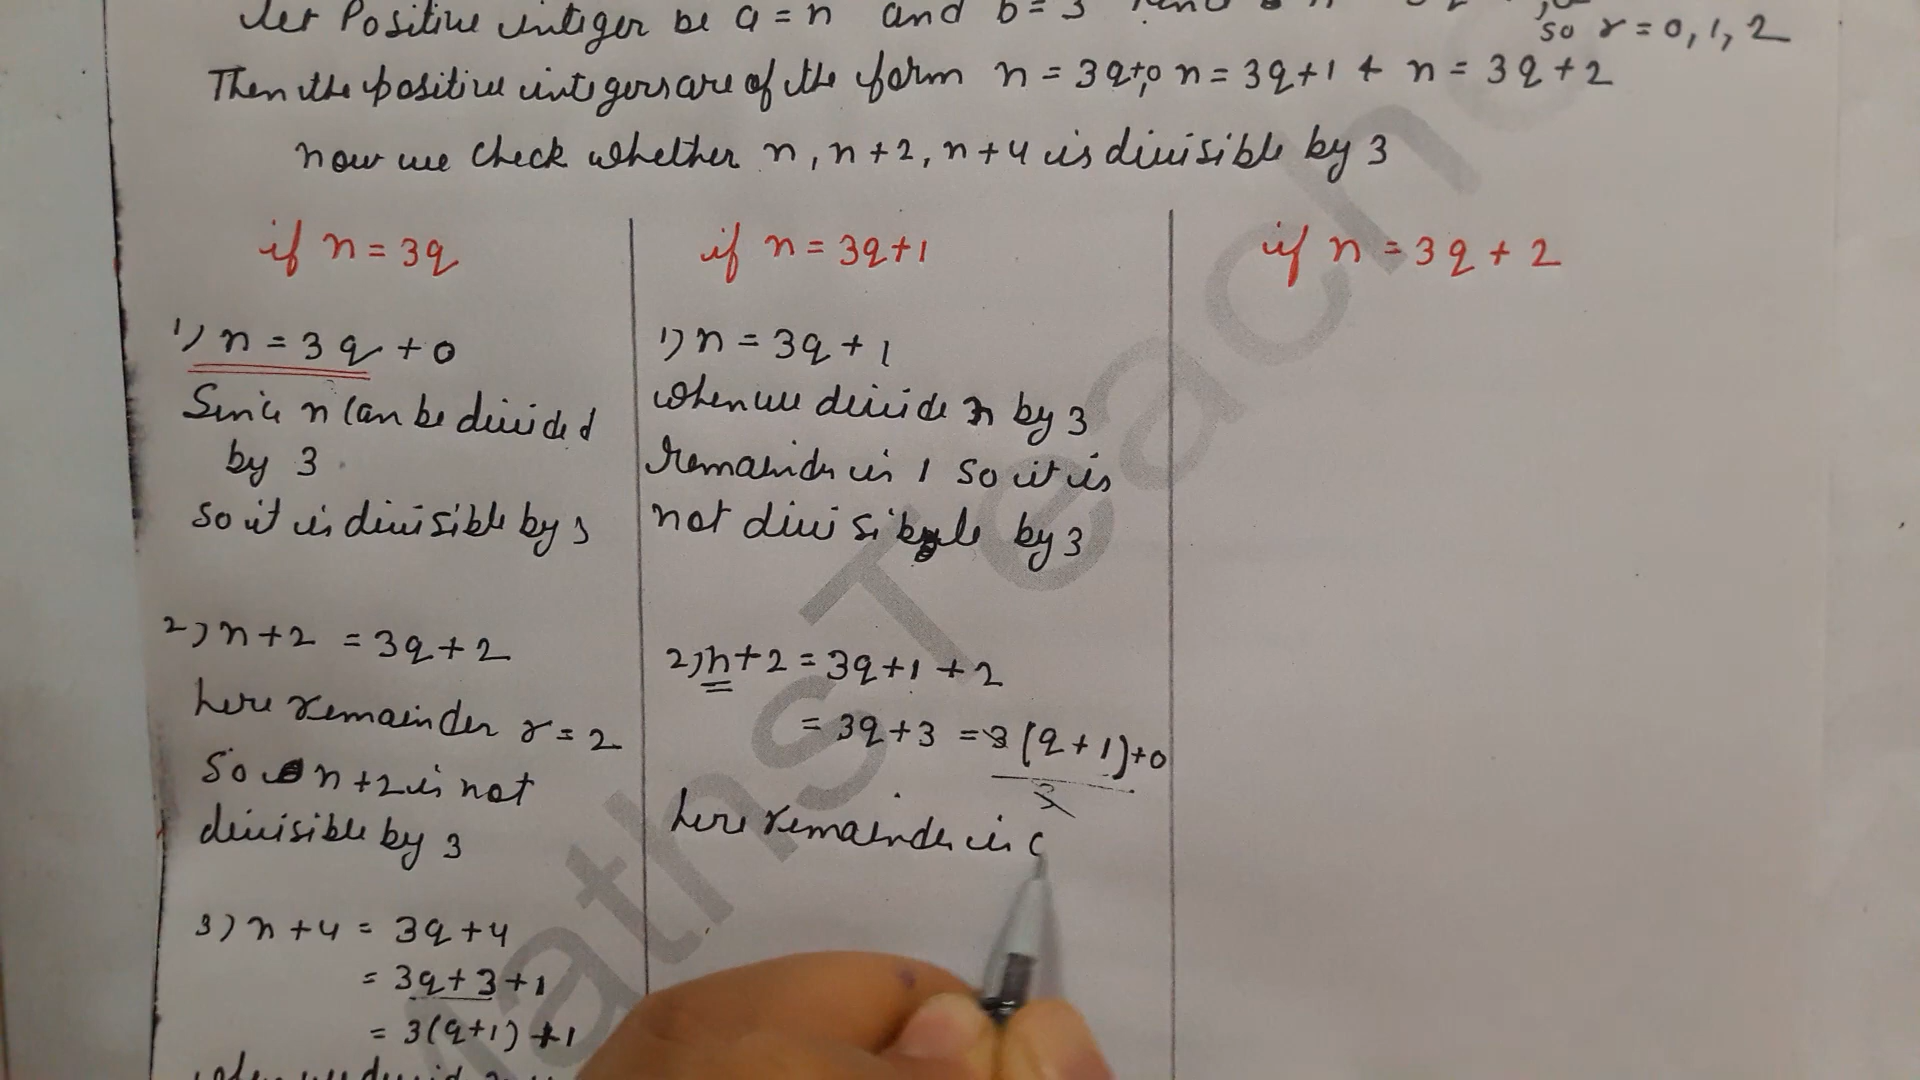 let Positive integer be a = n and b = 3
so r = 0, 1, 2
Then the positive integers are of the form n = 3q+0, n = 3q+1 + n = 3q+2
now we check whether n, n+2, n+4 is divisible by 3
if n = 3q
1) n = 3q + 0
Since n can be divided
by 3
so it is divisible by 3
2) n+2 = 3q+2
here remainder r = 2
So n+2 is not
divisible by 3
3) n+4 = 3q+4
= 3q+3+1
= 3(q+1)+1
if n = 3q+1
1) n = 3q + 1
when we divide n by 3
remainder is 1 so it is
not divisible by 3
2) n+2 = 3q+1+2
= 3q+3 = 3(q+1)+0
3
here remainder is
if n = 3q+2
Maths Teach